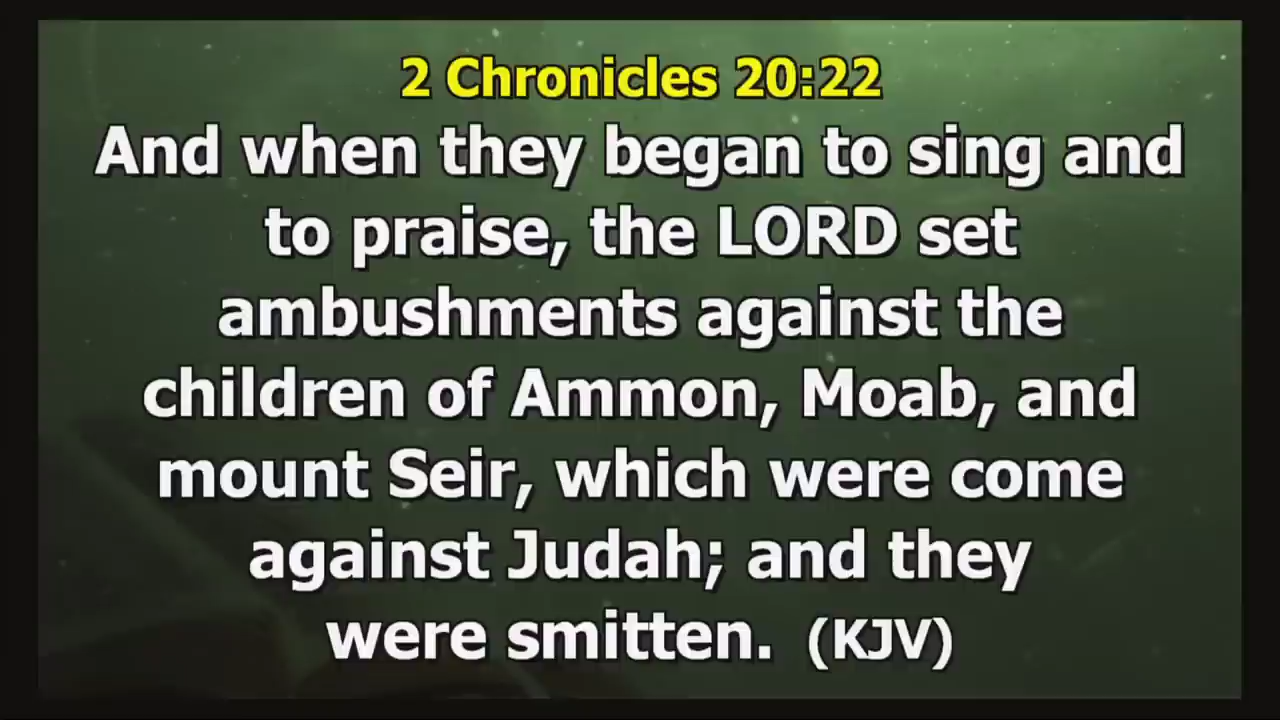 2 Chronicles 20:22
And when they began to sing and
to praise, the LORD set
ambushments against the
children of Ammon, Moab, and
mount Seir, which were come
against Judah; and they
were smitten. (KJV)